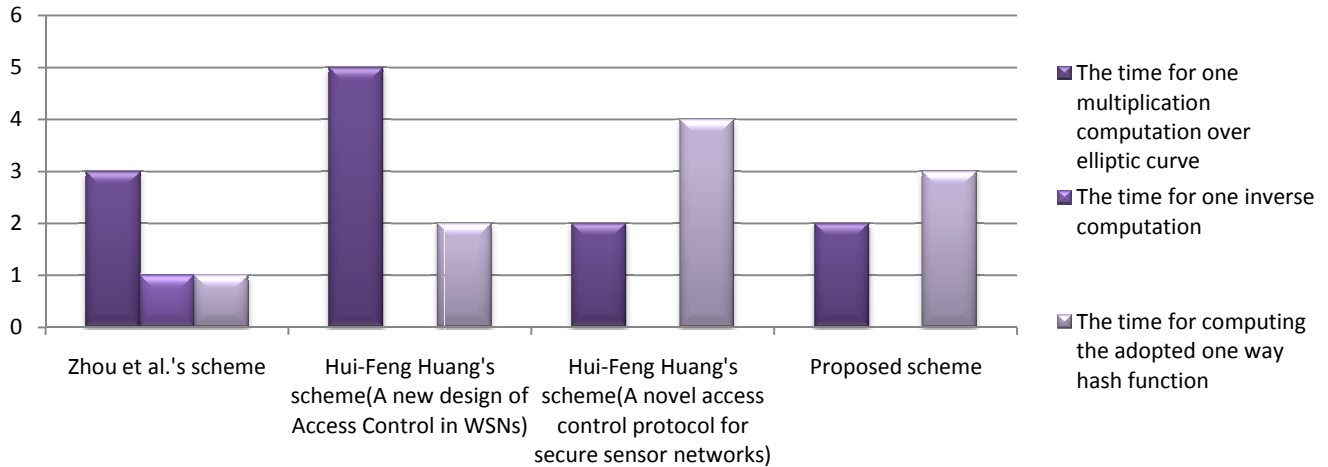 6
5
4
3
2
1
0
Zhou et al.'s scheme
Hui-Feng Huang's
scheme(A new design of
Access Control in WSNs)
Hui-Feng Huang's
scheme(A novel access
control protocol for
secure sensor networks)
Proposed scheme
The time for one
multiplication
computation over
elliptic curve
The time for one inverse
computation
The time for computing
the adopted one way
hash function